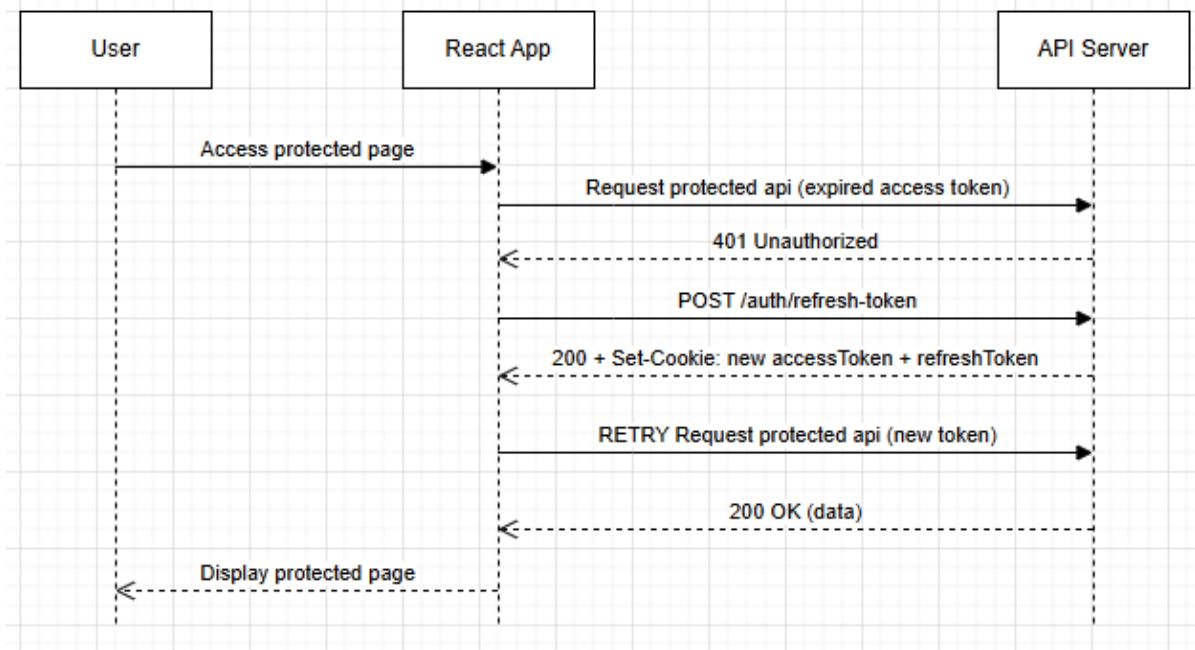 User
React App
API Server
Access protected page
Request protected api (expired access token)
401 Unauthorized
POST /auth/refresh-token
200 + Set-Cookie: new accessToken + refreshToken
RETRY Request protected api (new token)
200 OK (data)
Display protected page